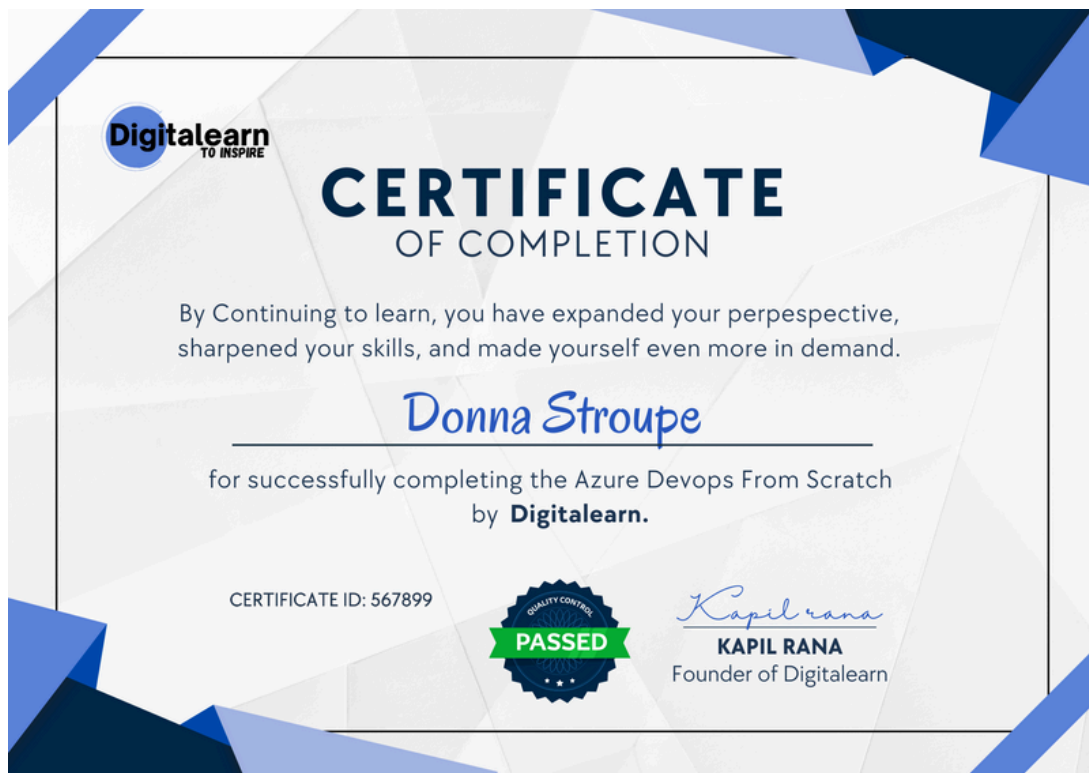 Digitalearn
TO INSPIRE
CERTIFICATE
OF COMPLETION
By Continuing to learn, you have expanded your perpespective,
sharpened your skills, and made yourself even more in demand.
Donna Stroupe
for successfully completing the Azure Devops From Scratch
by Digitalearn.
CERTIFICATE ID: 567899
QUALITY CONTROL
PASSED
Kapil rana
KAPIL RANA
Founder of Digitalearn